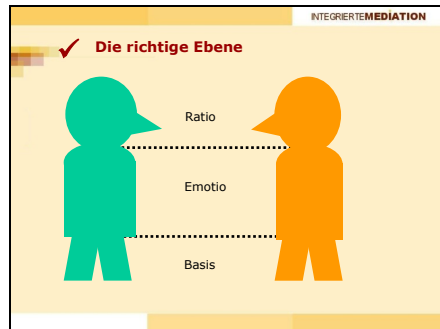 INTEGRIERTEMEDIATION
Die richtige Ebene
Ratio
Emotio
Basis